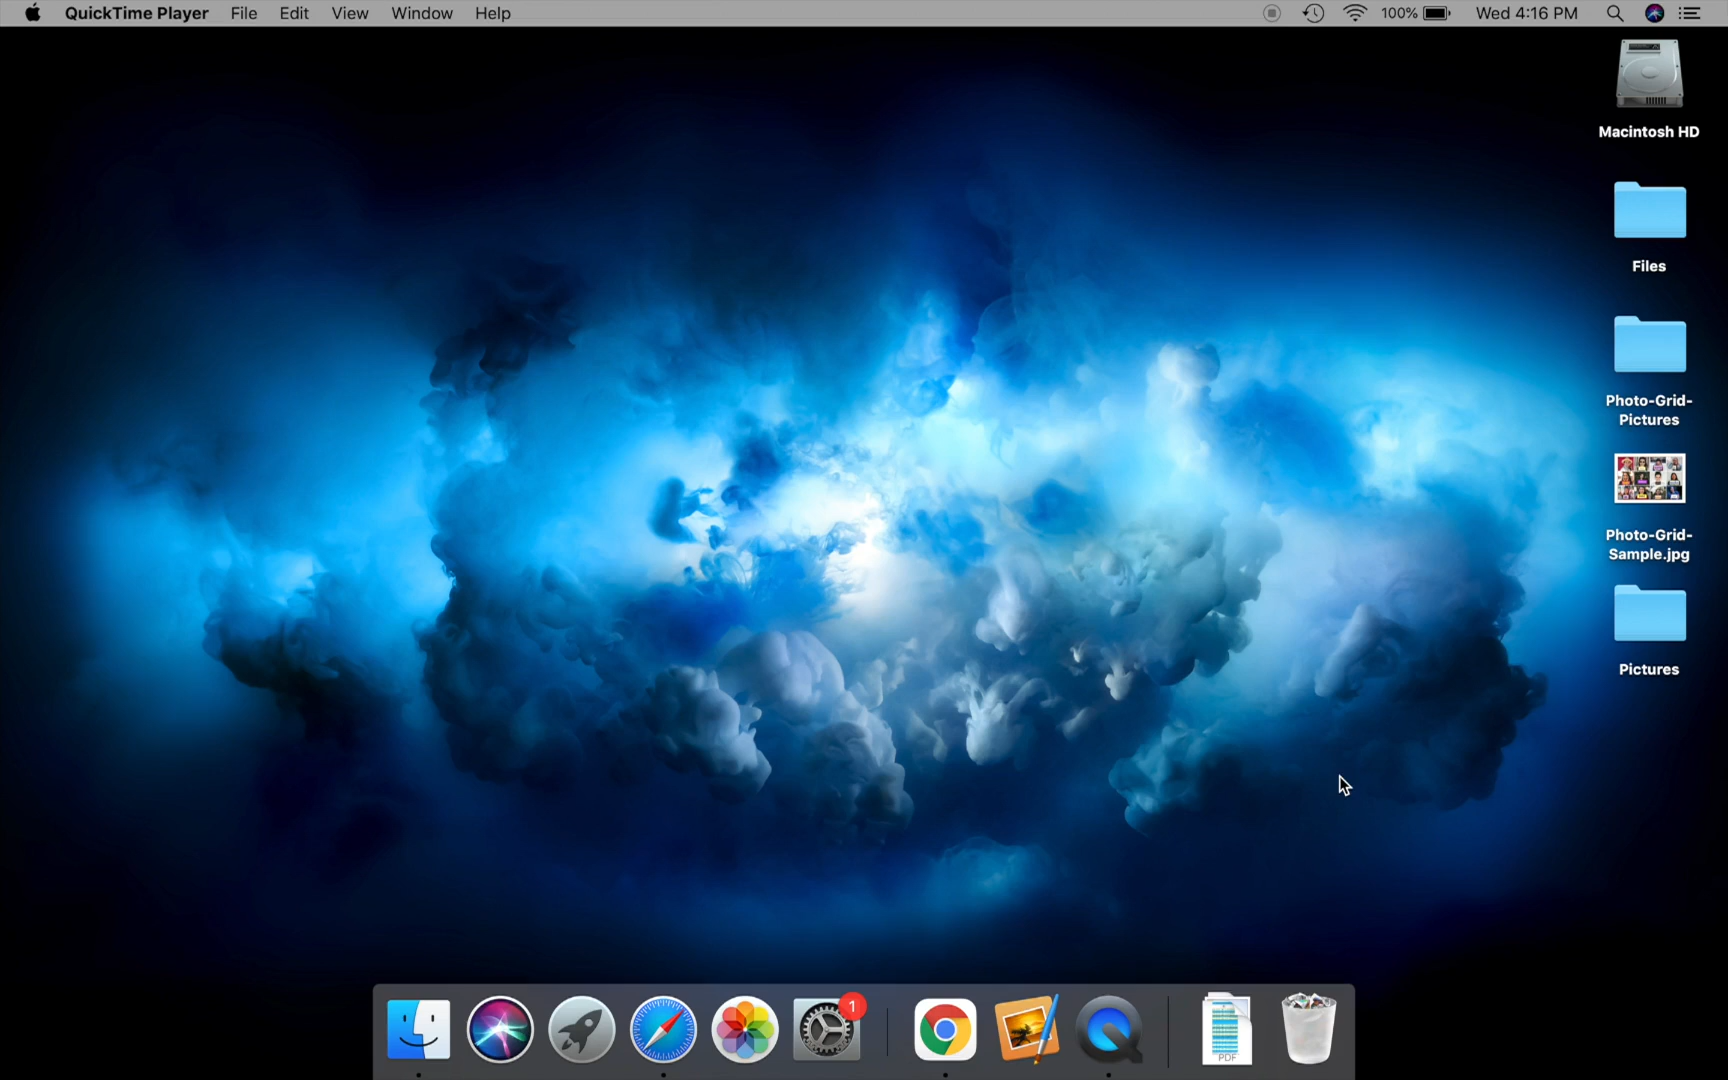 QuickTime Player File Edit View Window Help 100% Wed 4:16 PM
Macintosh HD
Files
Photo-Grid-
Pictures
Photo-Grid-
Sample.jpg
Pictures
1
PDF